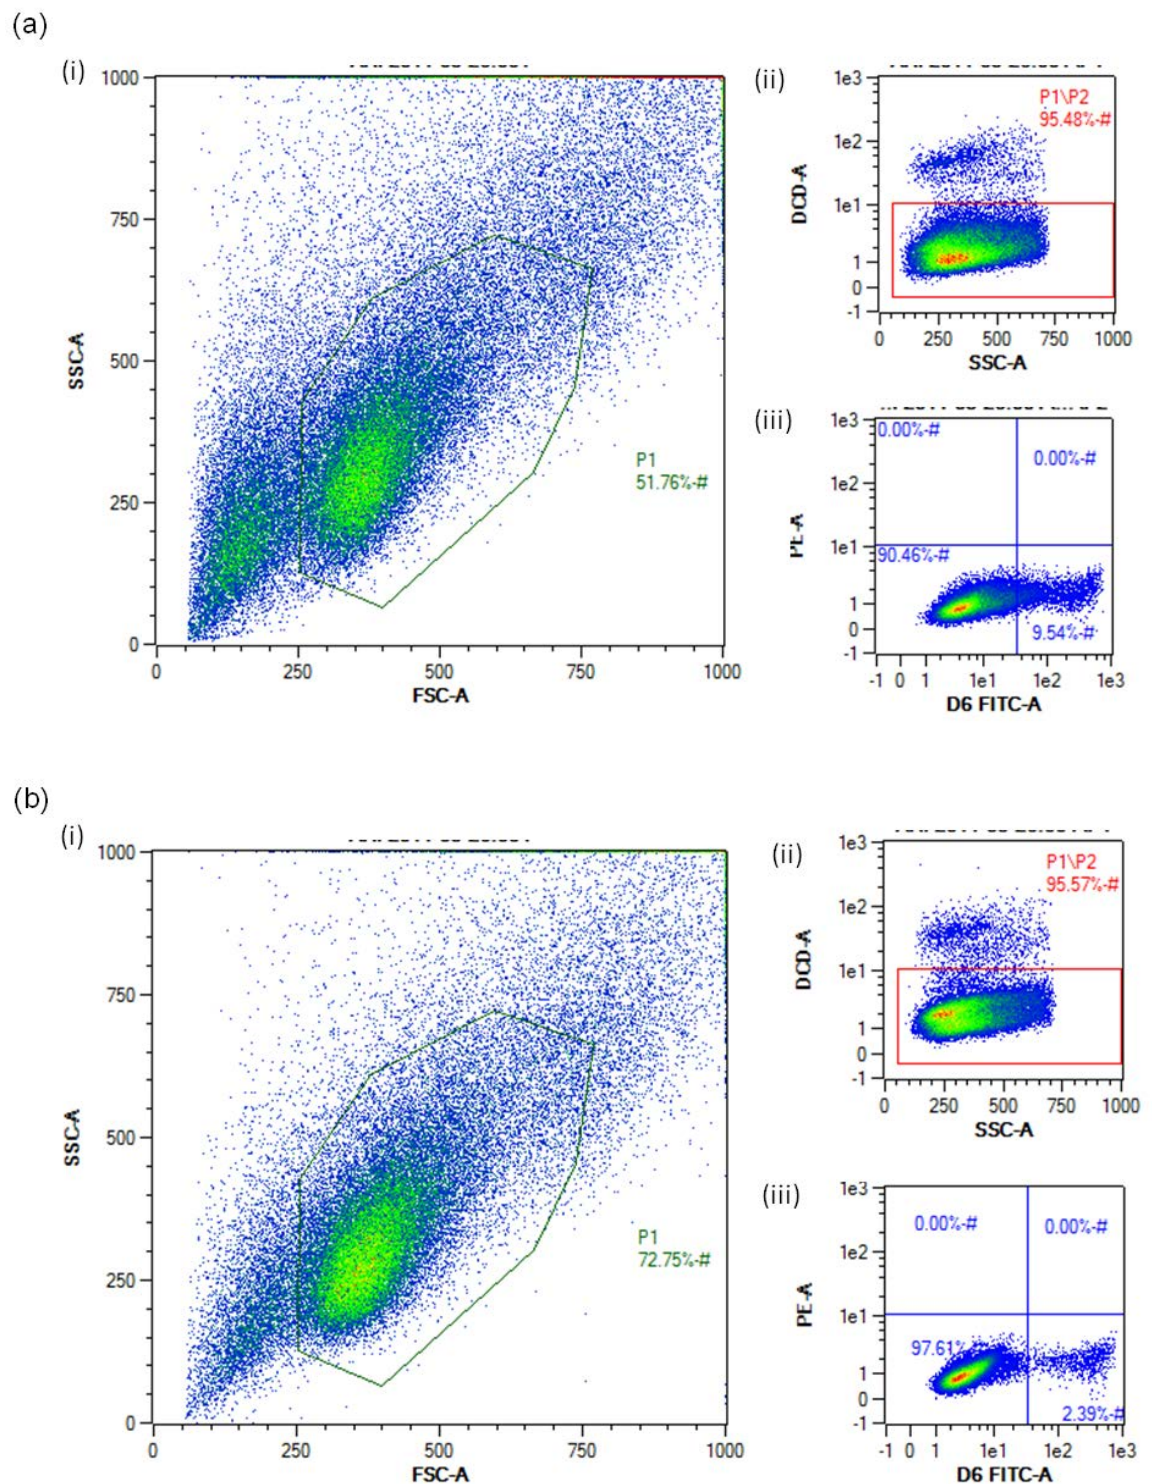 (a)
(i)
1000
750
500
250
0
SSC-A
0 250 500 750 1000
FSC-A
P1
51.76%-#
(ii)
1e3
1e2
1e1
1
0
-1
DCD-A
P1\P2
95.48%-#
0 250 500 750 1000
SSC-A
(iii)
1e3
1e2
1e1
1
0
-1
PE-A
0.00%-#
0.00%-#
90.46%-#
9.54%-#
-1 0 1 1e1 1e2 1e3
D6 FITC-A
(b)
(i)
1000
750
500
250
0
SSC-A
0 250 500 750 1000
FSC-A
P1
72.75%-#
(ii)
1e3
1e2
1e1
1
0
-1
DCD-A
P1\P2
95.57%-#
0 250 500 750 1000
SSC-A
(iii)
1e3
1e2
1e1
1
0
-1
PE-A
0.00%-#
0.00%-#
97.61%
2.39%-#
-1 0 1 1e1 1e2 1e3
D6 FITC-A